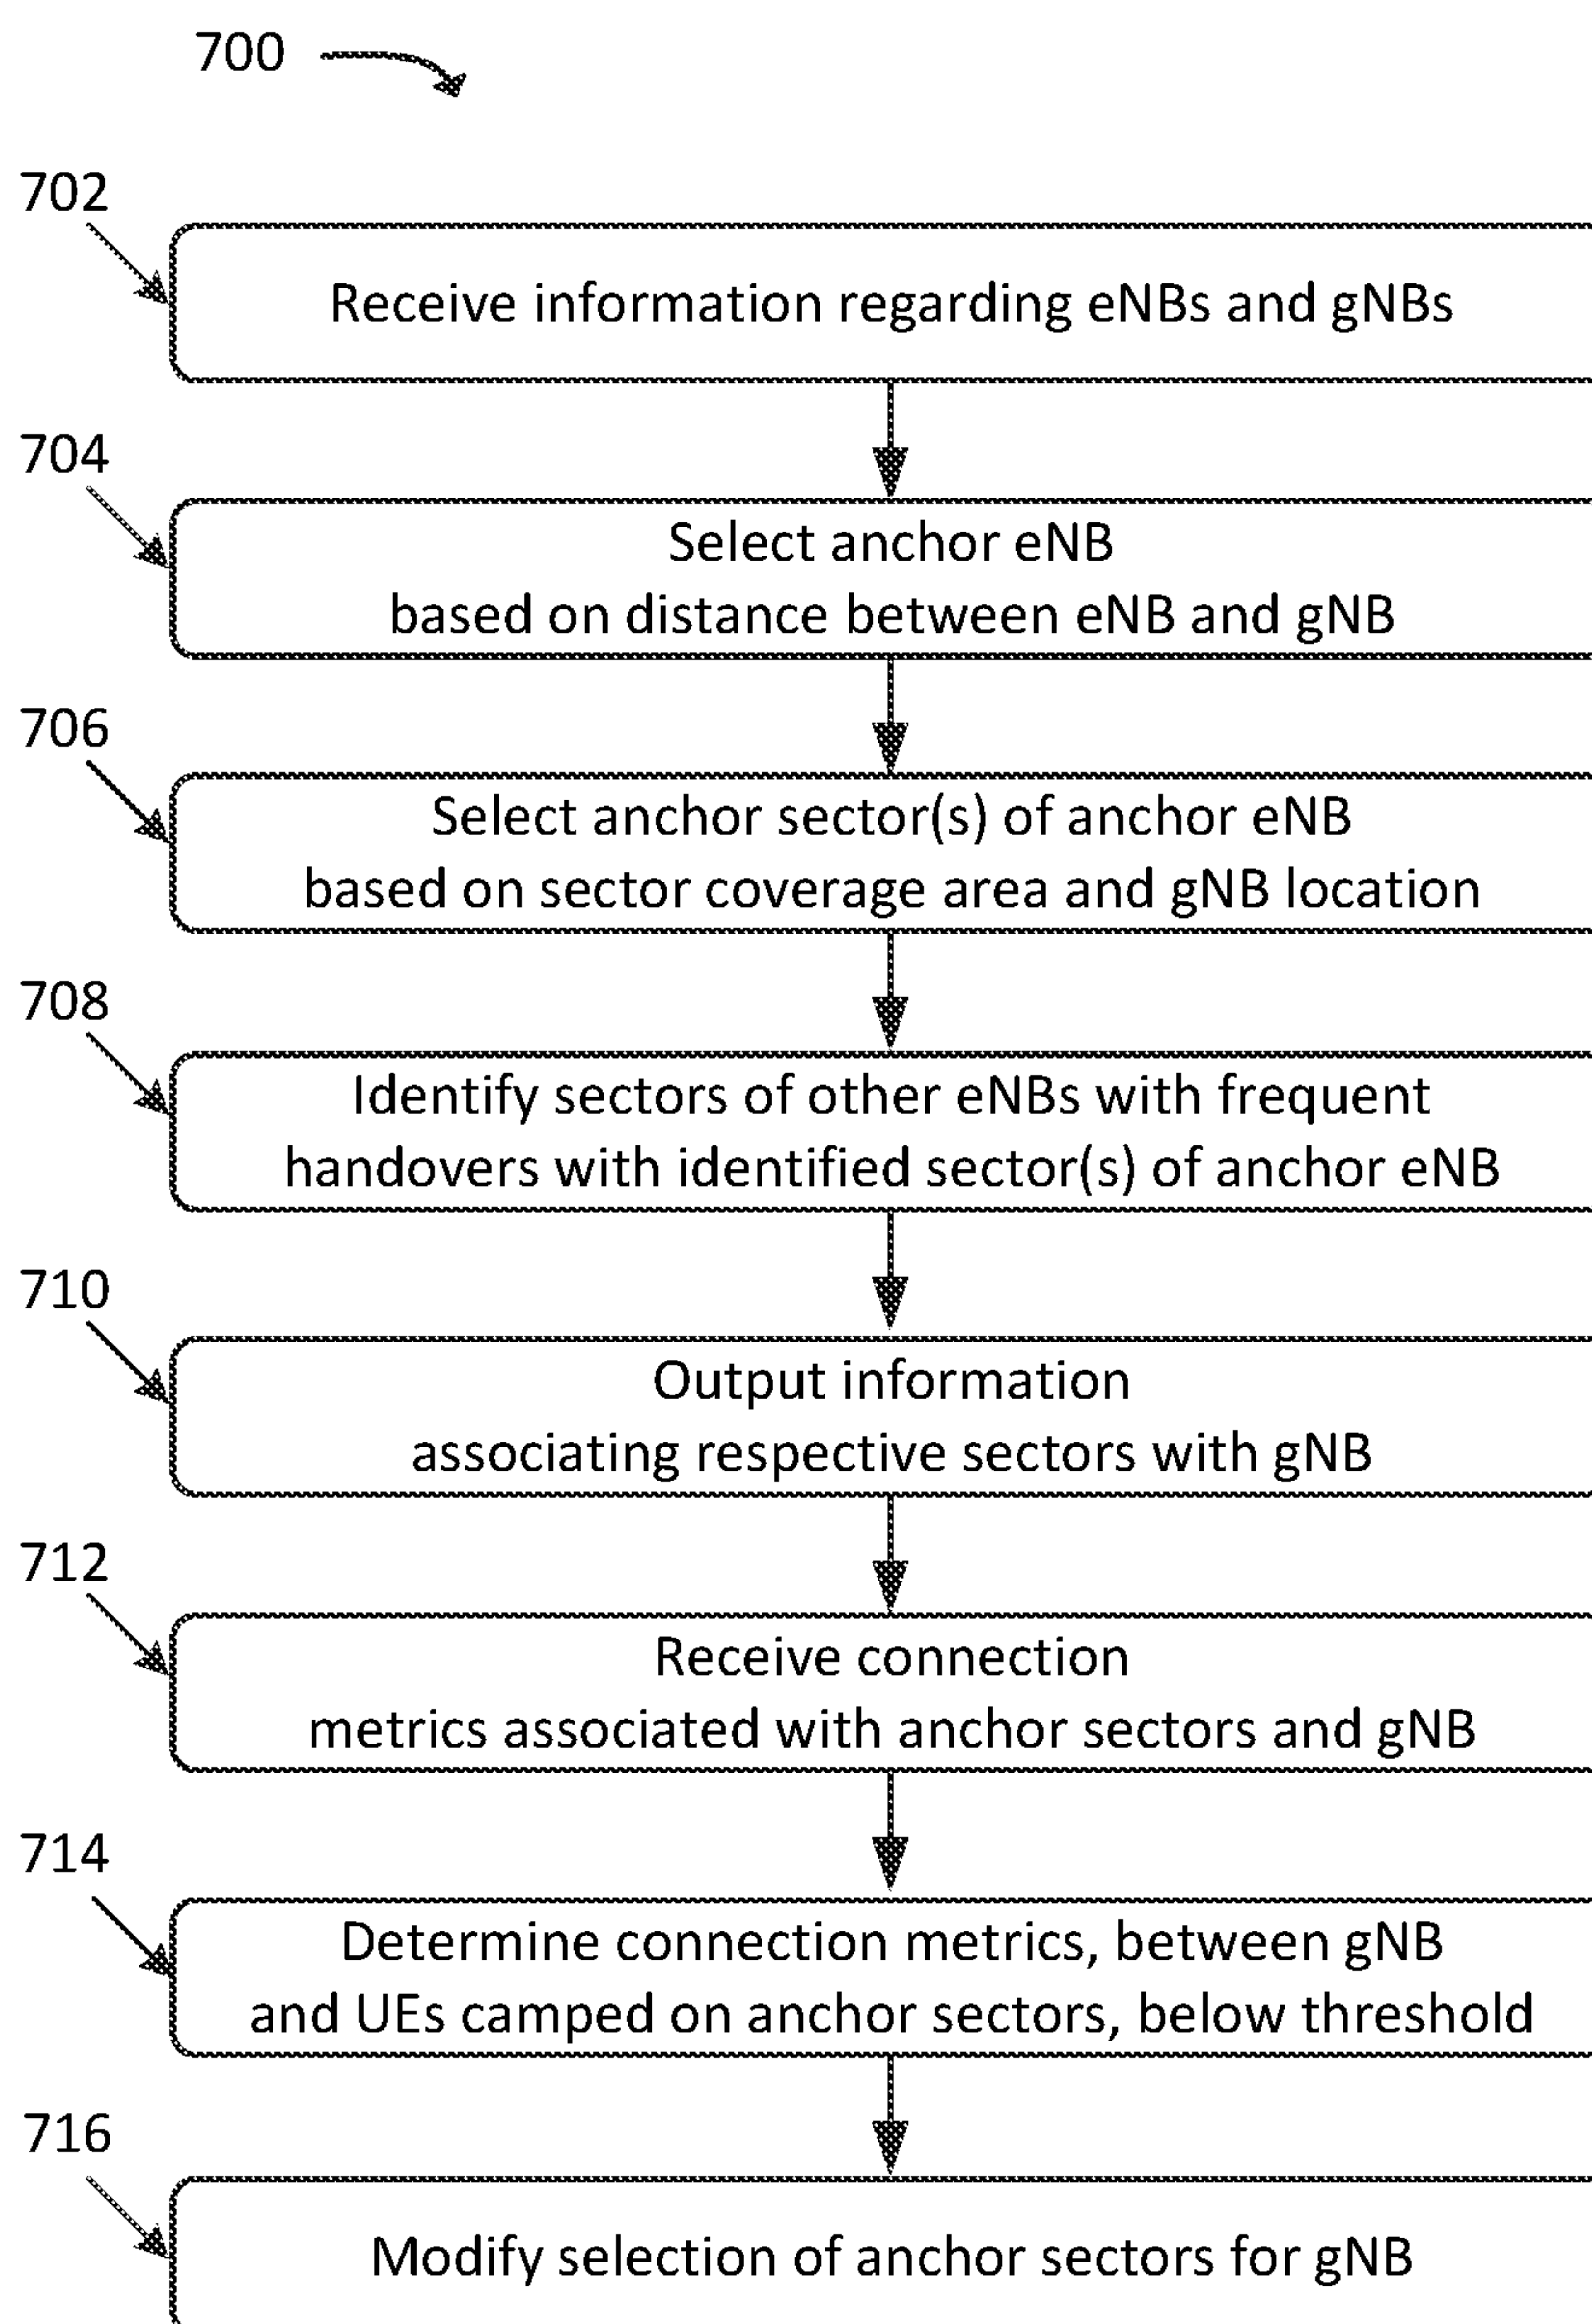 700
702
Receive information regarding eNBs and gNBs
704
Select anchor eNB
based on distance between eNB and gNB
706
Select anchor sector(s) of anchor eNB
based on sector coverage area and gNB location
708
Identify sectors of other eNBs with frequent
handovers with identified sector(s) of anchor eNB
710
Output information
associating respective sectors with gNB
712
Receive connection
metrics associated with anchor sectors and gNB
714
Determine connection metrics, between gNB
and UEs camped on anchor sectors, below threshold
716
Modify selection of anchor sectors for gNB